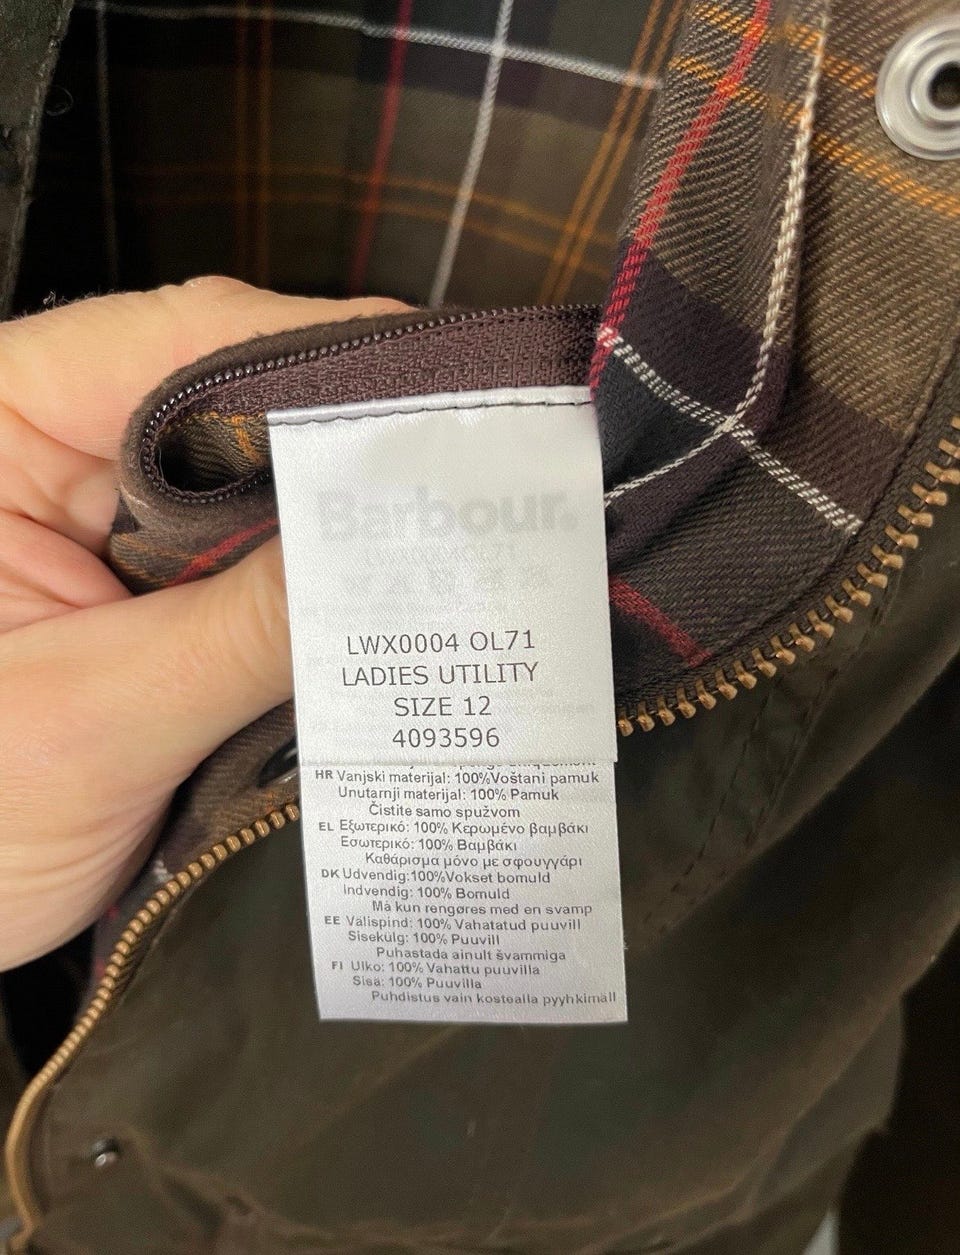 Barbour.
LWX0004OL71
LWX0004 OL71
LADIES UTILITY
SIZE 12
4093596
HR Vanjski materijal: 100%Voštani pamuk
Unutarnji materijal: 100% Pamuk
Čistite samo spužvom
EL Εξωτερικό: 100% Κερωμένο βαμβάκι
Εσωτερικό: 100% Βαμβάκι
Καθάρισμα μόνο με σφουγγάρι
DK Udvendig:100%Vokset bomuld
Indvendig: 100% Bomuld
Må kun rengøres med en svamp
EE Välispind: 100% Vahatatud puuvill
Sisekülg: 100% Puuvill
Puhastada ainult švammiga
FI Ulko: 100% Vahattu puuvilla
Sisä: 100% Puuvilla
Puhdistus vain kostealla pyyhkimäll